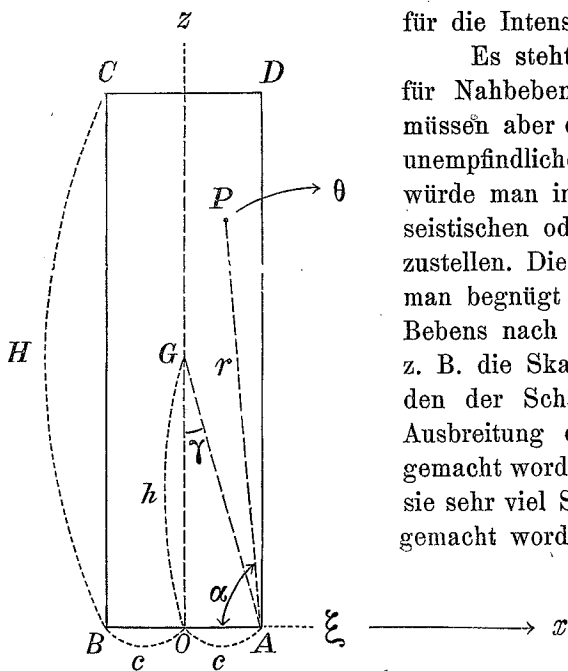 z
C
D
P
θ
H
G
r
γ
h
α
B
O
A
ξ
x
c
c
für die Intens
Es steht
für Nahbeben
müssen aber
unempfindliche
würde man in
seistischen od
zustellen. Die
man begnügt
Bebens nach
z. B. die Ska
den der Sch
Ausbreitung
gemacht word
sie sehr viel S
gemacht word